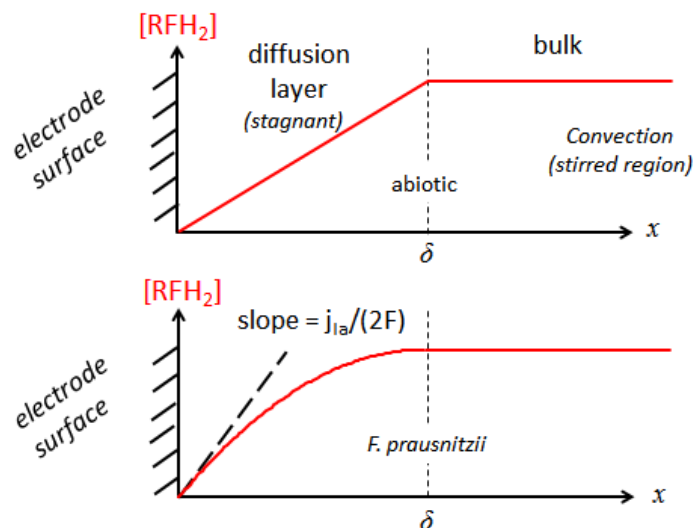 [RFH₂]
diffusion
layer
(stagnant)
bulk
electrode
surface
Convection
(stirred region)
abiotic
x
δ
[RFH₂]
slope = jₗₐ/(2F)
electrode
surface
F. prausnitzii
x
δ